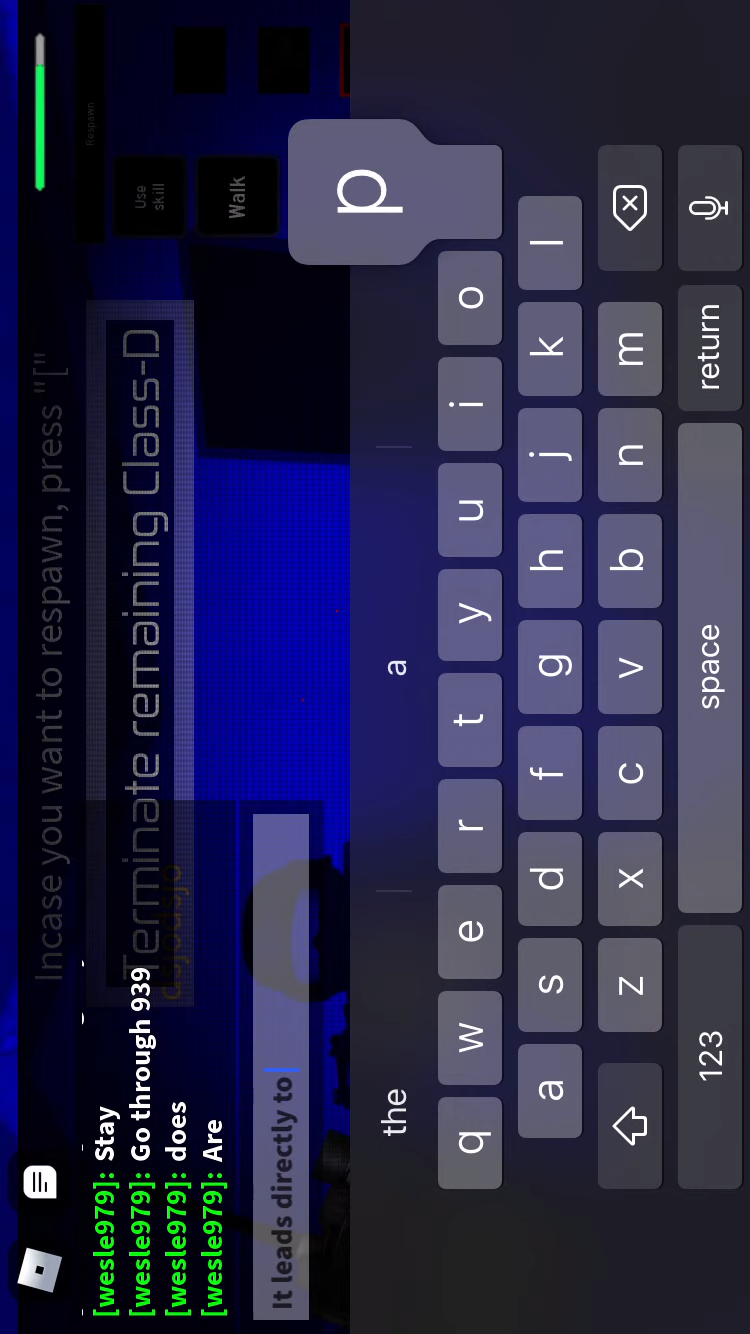 Incase you want to respawn, press "["
Respawn
Use
skill
Walk
Terminate remaining Class-D
[wesle979]: Stay
[wesle979]: Go through 939
[wesle979]: does
[wesle979]: Are
It leads directly to
the
a
q w e r t y u i o p
a s d f g h j k l
z x c v b n m
123
space
return